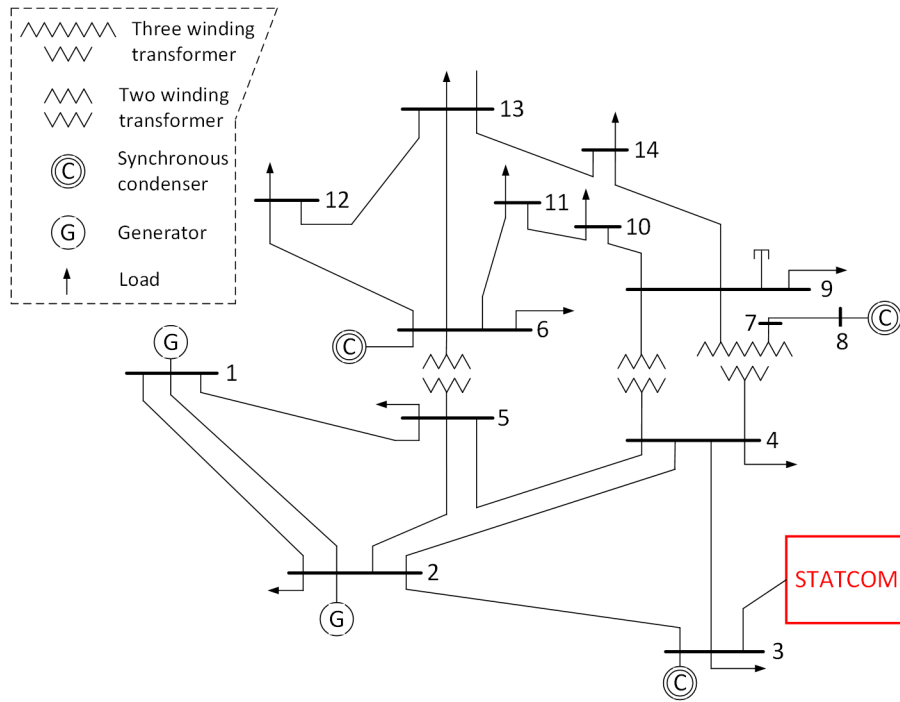 Three winding
transformer
Two winding
transformer
C
Synchronous
condenser
G
Generator
Load
13
14
12
11
10
9
6
7
8
C
C
G
1
5
4
2
G
STATCOM
3
C